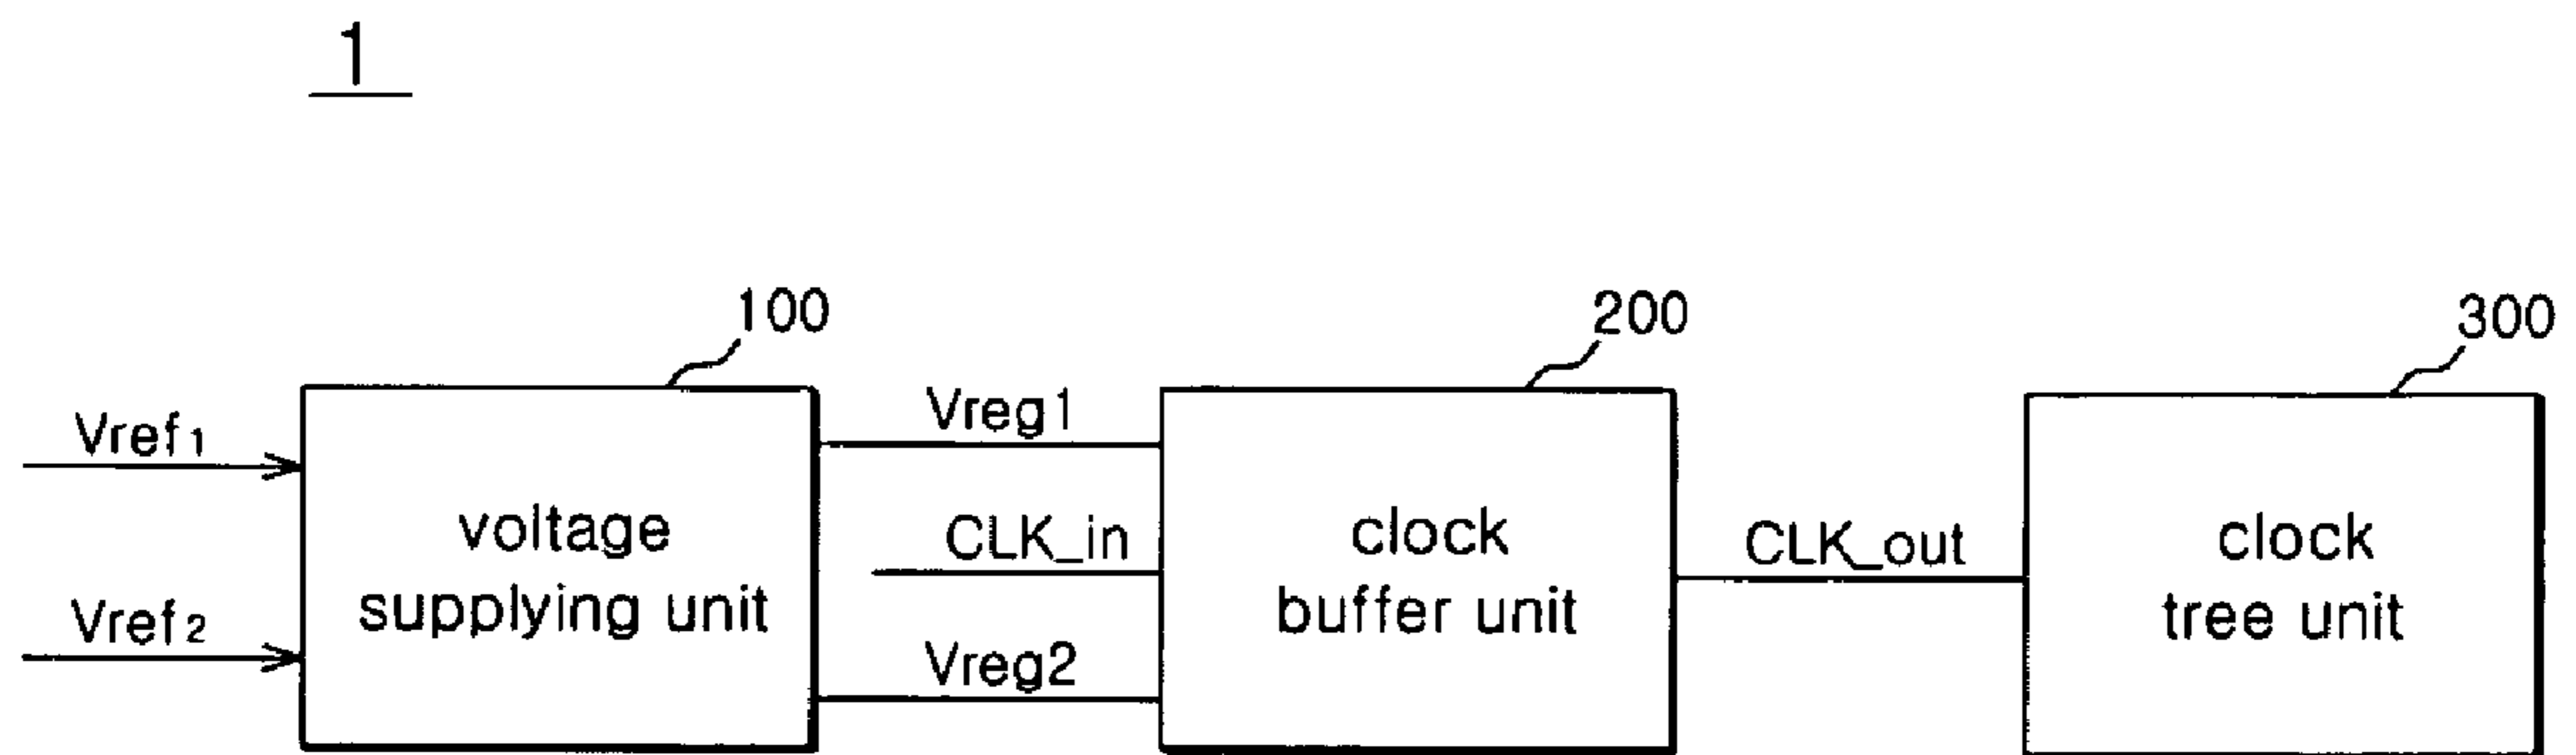 1
100
200
300
Vref1
Vreg1
voltage
supplying unit
CLK_in
clock
buffer unit
CLK_out
clock
tree unit
Vref2
Vreg2